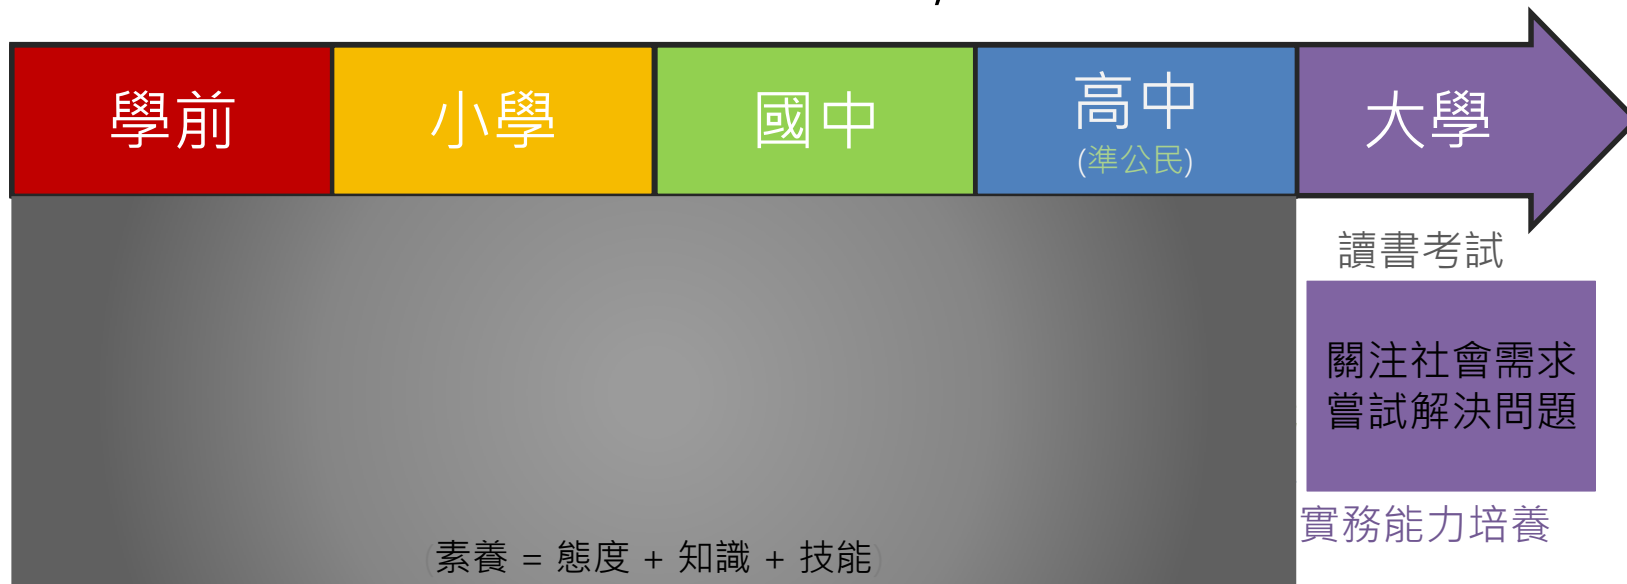 學前
小學
國中
高中
(準公民)
大學
讀書考試
關注社會需求
嘗試解決問題
實務能力培養
(素養 = 態度 + 知識 + 技能)